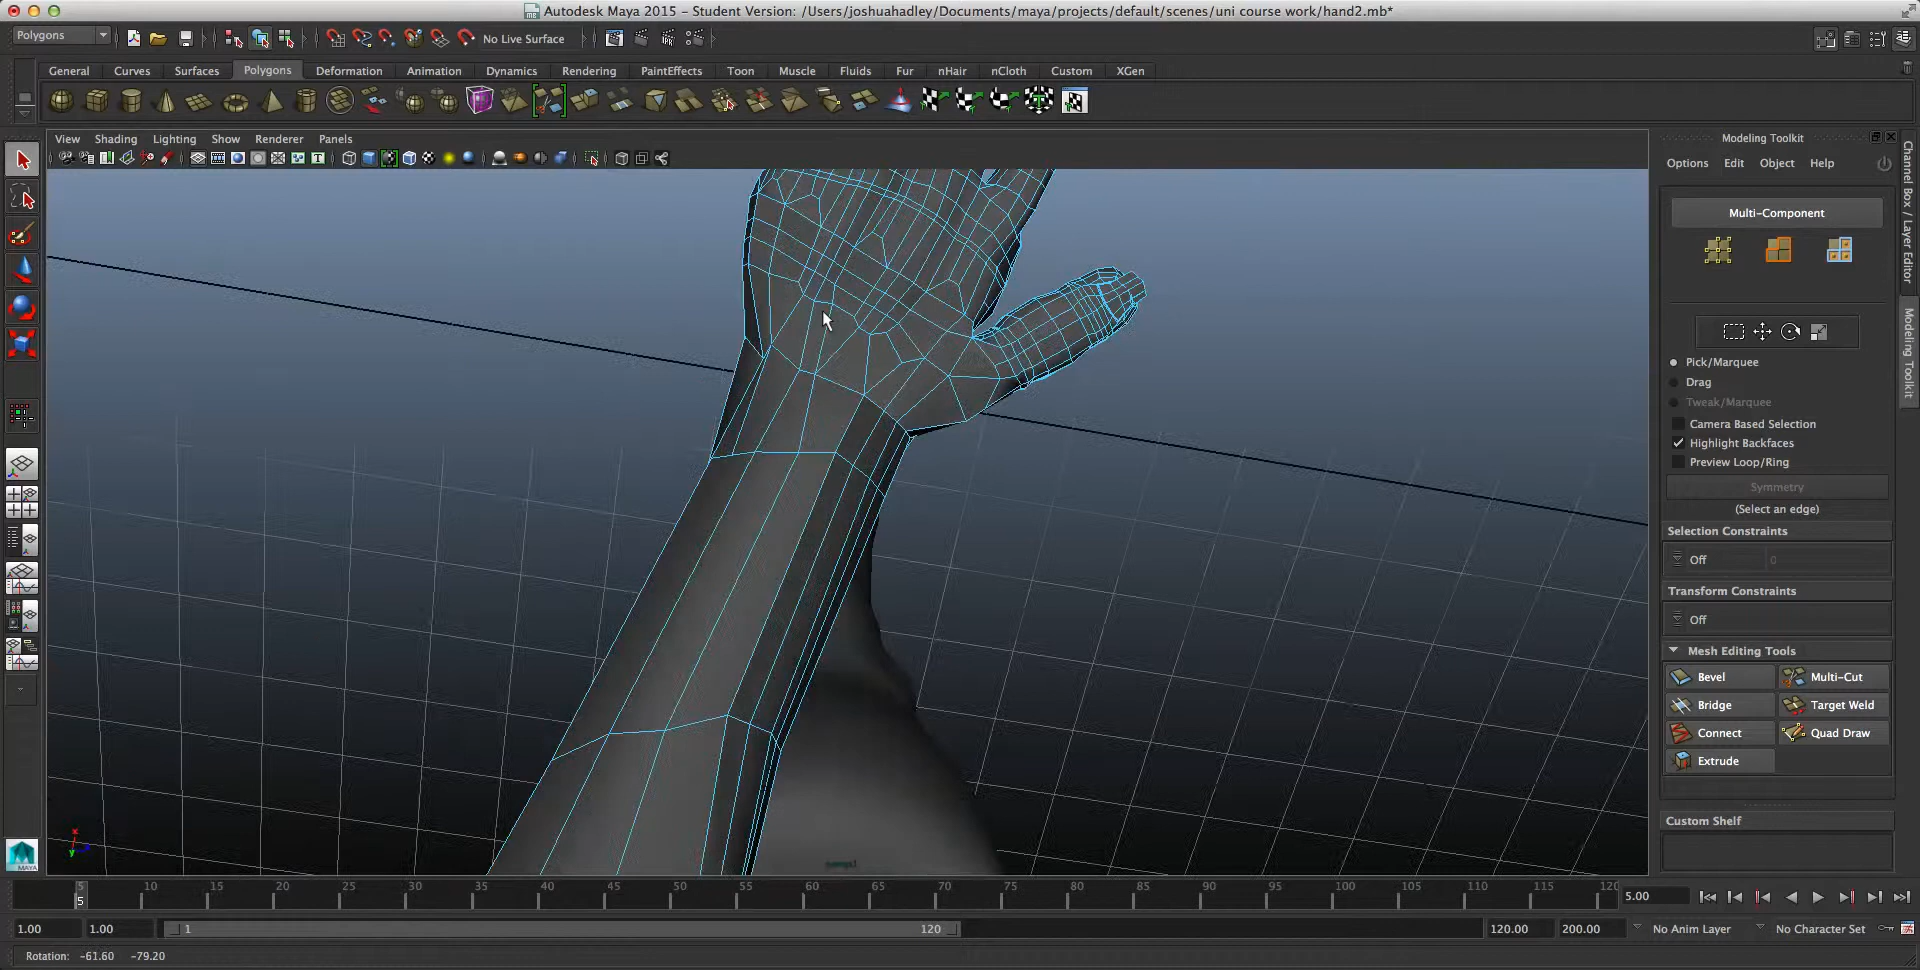 Autodesk Maya 2015 - Student Version: /Users/joshuahadley/Documents/maya/projects/default/scenes/uni course work/hand2.mb*
Polygons No Live Surface
General Curves Surfaces Polygons Deformation Animation Dynamics Rendering PaintEffects Toon Muscle Fluids Fur nHair nCloth Custom XGen
View Shading Lighting Show Renderer Panels
Modeling Toolkit
Options Edit Object Help
Multi-Component
Pick/Marquee
Drag
Tweak/Marquee
Camera Based Selection
Highlight Backfaces
Preview Loop/Ring
Symmetry
(Select an edge)
Selection Constraints
Off 0
Transform Constraints
Off
Mesh Editing Tools
Bevel Multi-Cut
Bridge Target Weld
Connect Quad Draw
Extrude
Custom Shelf
Channel Box / Layer Editor
Modeling Toolkit
MAYA
x
y
persp1
5 10 15 20 25 30 35 40 45 50 55 60 65 70 75 80 85 90 95 100 105 110 115 120
5
5.00
1.00 1.00 1 120 120.00 200.00 No Anim Layer No Character Set
Rotation: -61.60 -79.20